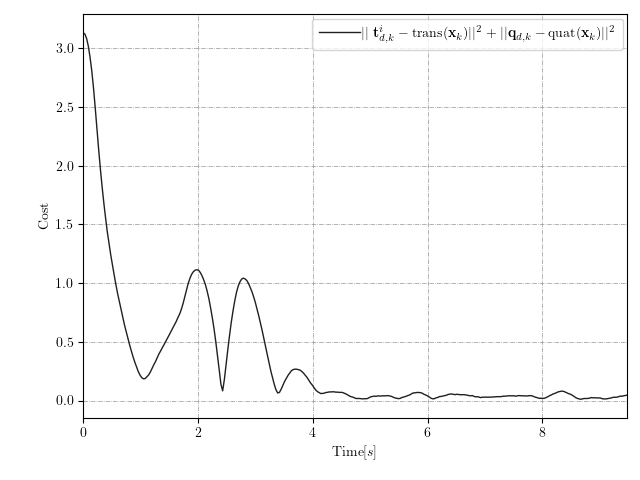 || t^i_{d,k} − trans(x_k)||^2 + ||q_{d,k} − quat(x_k)||^2
3.0
2.5
2.0
1.5
1.0
0.5
0.0
Cost
0 2 4 6 8
Time[s]